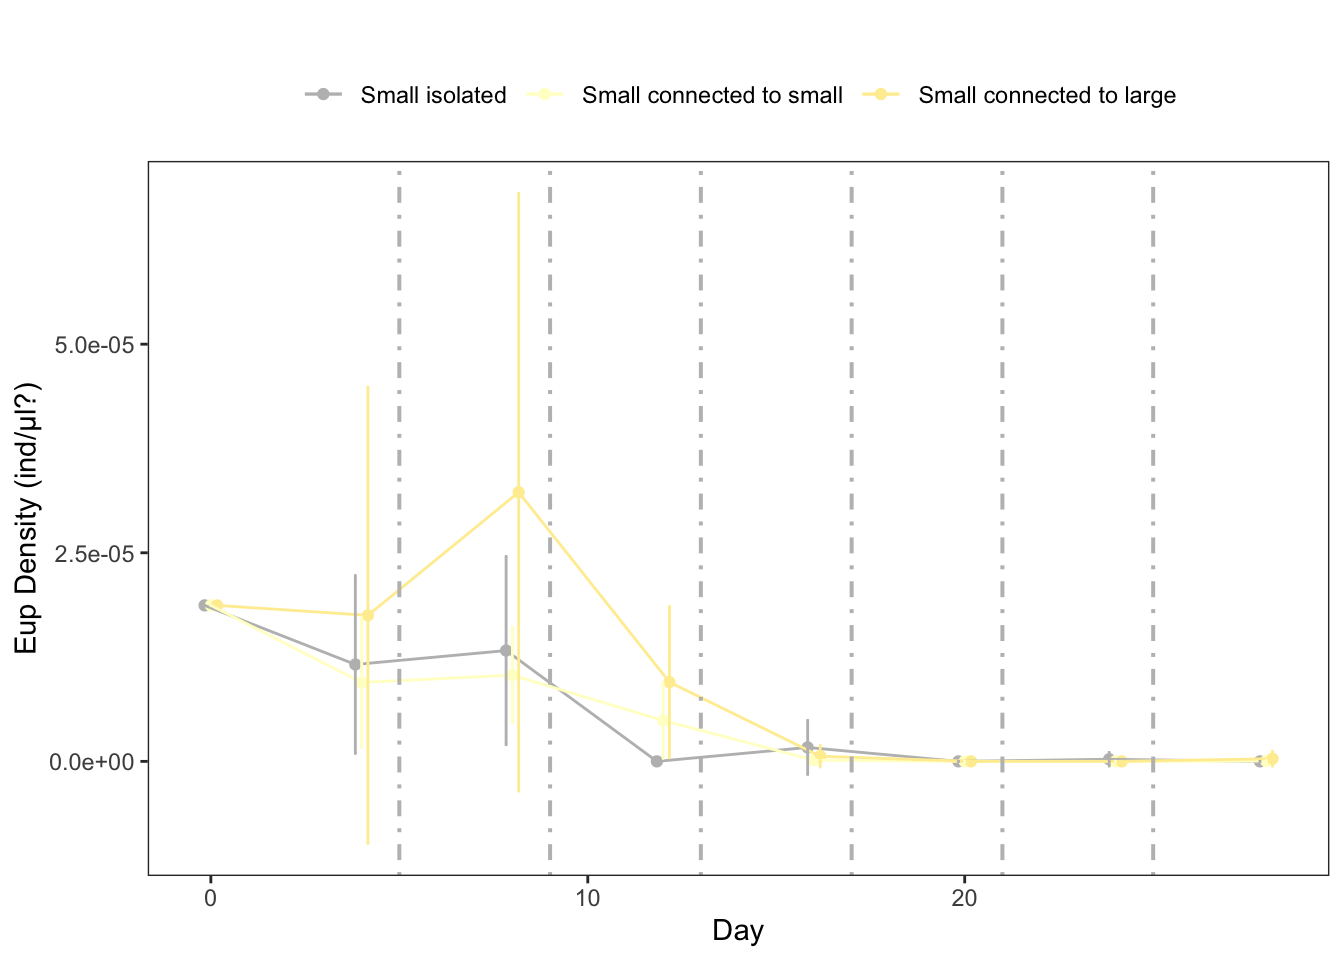 Small isolated Small connected to small Small connected to large
Eup Density (ind/µl?)
5.0e-05
2.5e-05
0.0e+00
0 10 20
Day